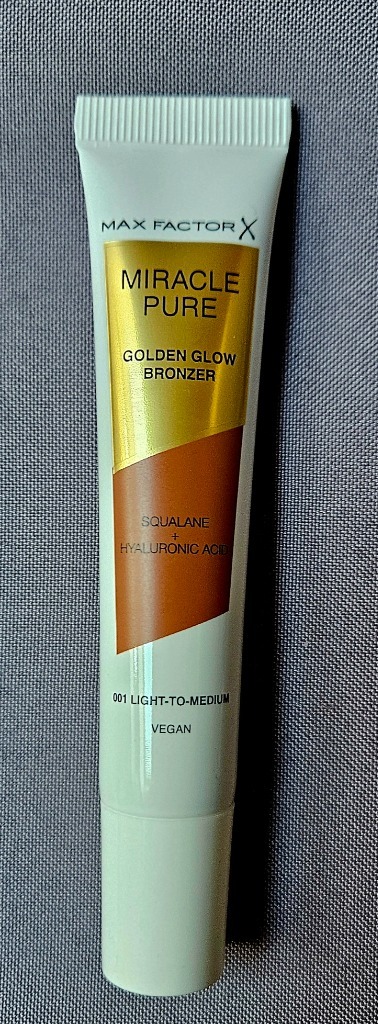 MAX FACTOR X
MIRACLE
PURE
GOLDEN GLOW
BRONZER
SQUALANE
+
HYALURONIC ACID
001 LIGHT-TO-MEDIUM
VEGAN